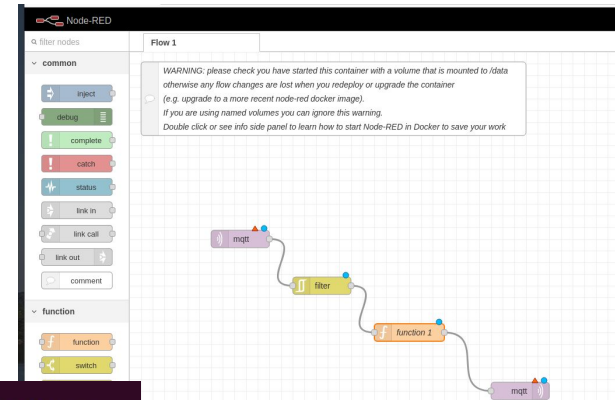 Node-RED
filter nodes
Flow 1
common
WARNING: please check you have started this container with a volume that is mounted to /data
otherwise any flow changes are lost when you redeploy or upgrade the container
(e.g. upgrade to a more recent node-red docker image).
If you are using named volumes you can ignore this warning.
Double click or see info side panel to learn how to start Node-RED in Docker to save your work
inject
debug
complete
catch
status
link in
link call
link out
comment
function
function
switch
mqtt
filter
function 1
mqtt